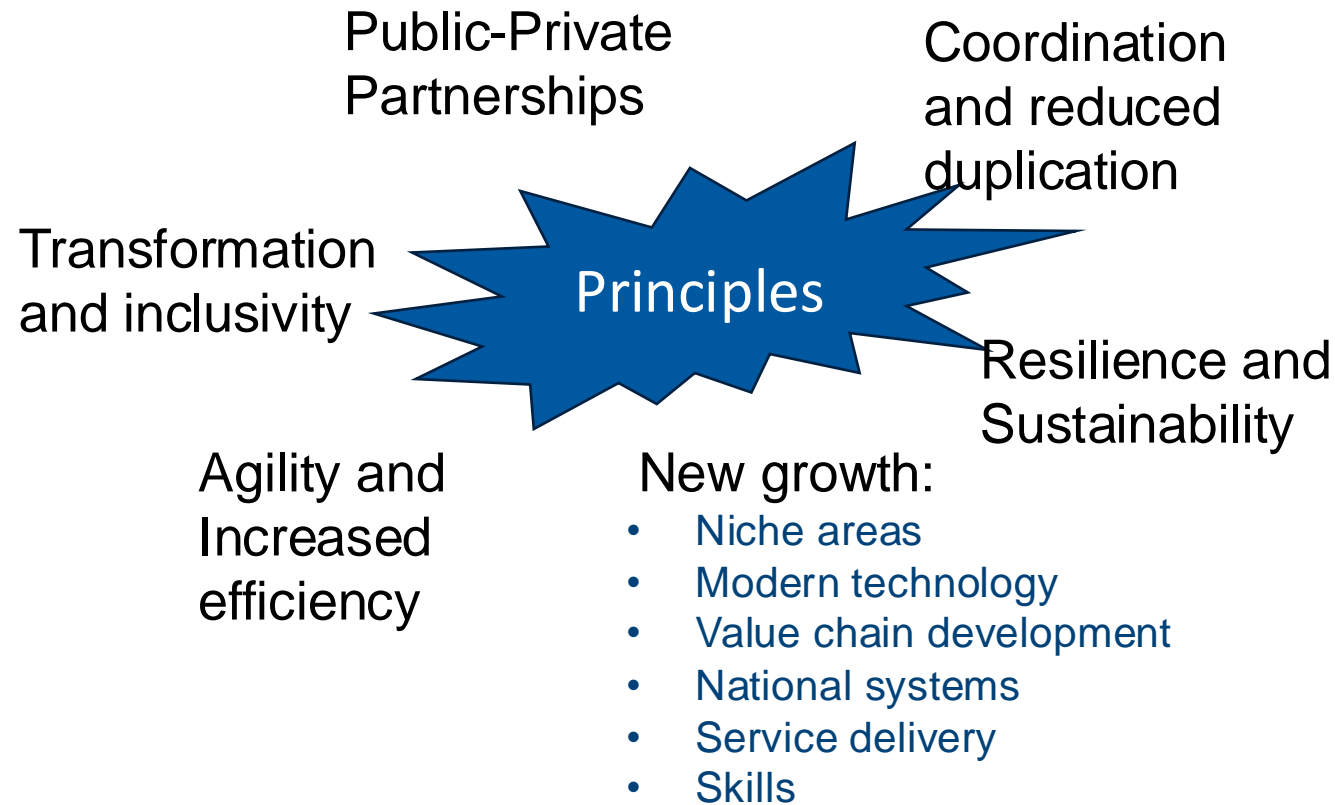 Public-Private
Partnerships
Coordination
and reduced
duplication
Transformation
and inclusivity
Principles
Resilience and
Sustainability
Agility and
Increased
efficiency
New growth:
• Niche areas
• Modern technology
• Value chain development
• National systems
• Service delivery
• Skills